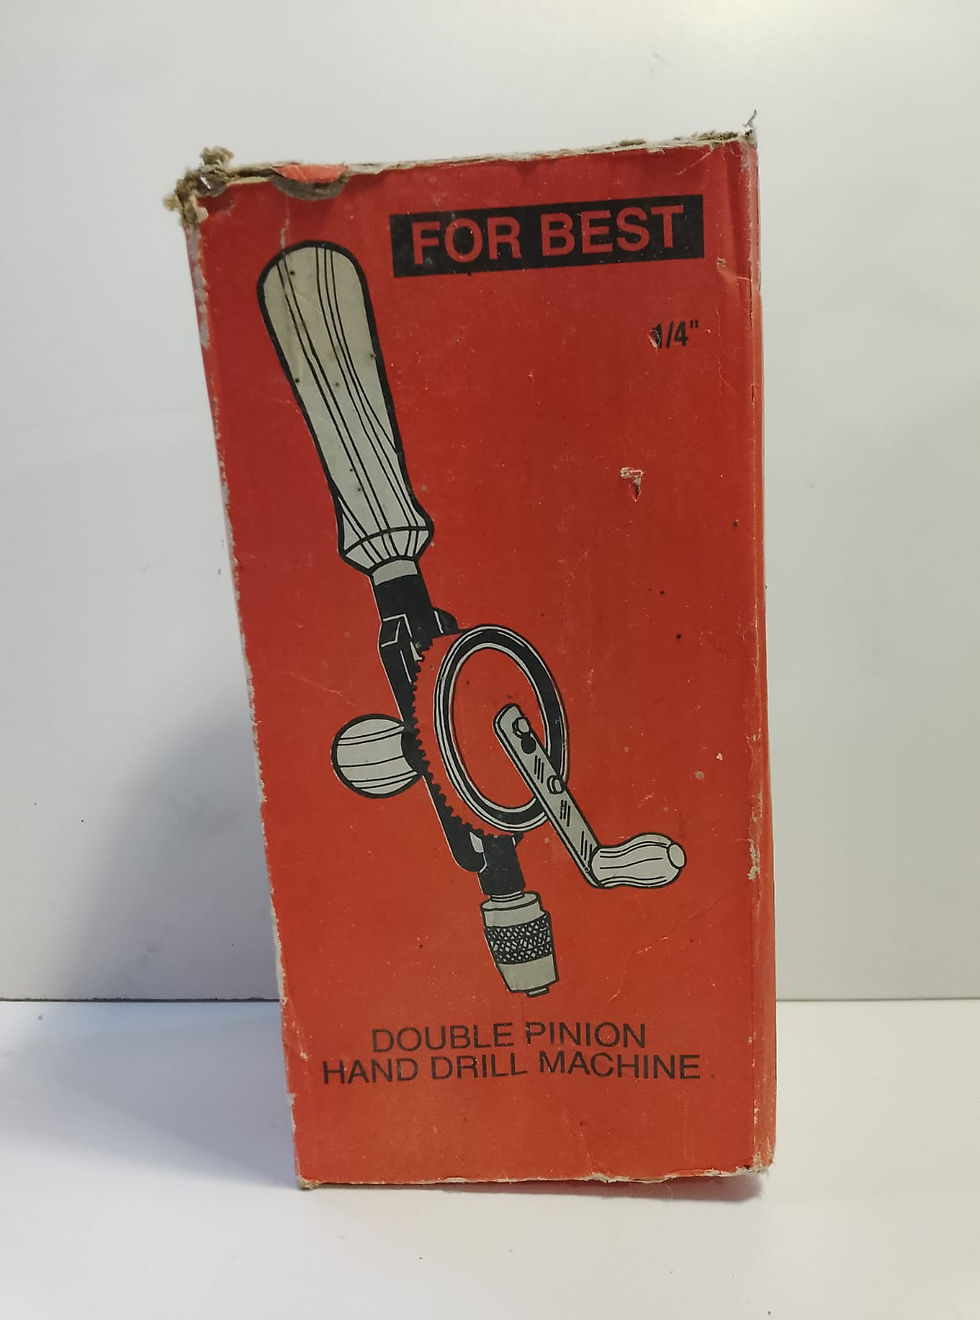 FOR BEST
1/4"
DOUBLE PINION
HAND DRILL MACHINE